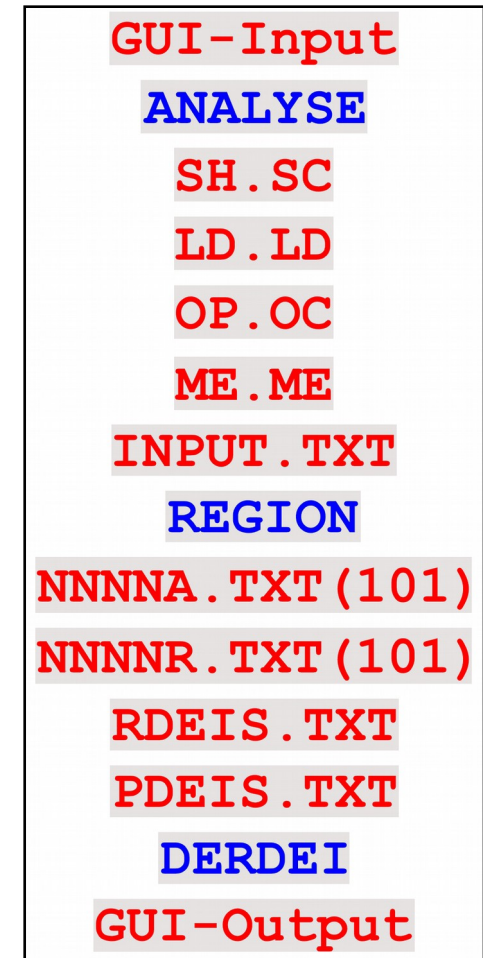 GUI-Input
ANALYSE
SH.SC
LD.LD
OP.OC
ME.ME
INPUT.TXT
REGION
NNNNA.TXT(101)
NNNNR.TXT(101)
RDEIS.TXT
PDEIS.TXT
DERDEI
GUI-Output